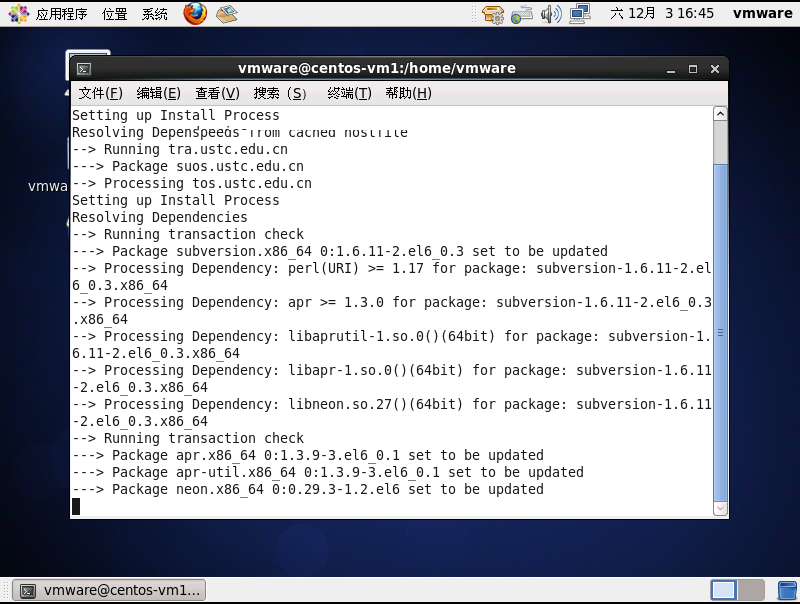 应用程序 位置 系统 六 12月 3 16:45 vmware
vmware@centos-vm1:/home/vmware
文件(F) 编辑(E) 查看(V) 搜索 (S) 终端(T) 帮助(H)
Setting up Install Process
Resolving Depen
from cached hostfile
--> Running tra.ustc.edu.cn
---> Package suos.ustc.edu.cn
--> Processing tos.ustc.edu.cn
Setting up Install Process
Resolving Dependencies
--> Running transaction check
---> Package subversion.x86_64 0:1.6.11-2.el6_0.3 set to be updated
--> Processing Dependency: perl(URI) >= 1.17 for package: subversion-1.6.11-2.el
6_0.3.x86_64
--> Processing Dependency: apr >= 1.3.0 for package: subversion-1.6.11-2.el6_0.3
.x86_64
--> Processing Dependency: libaprutil-1.so.0()(64bit) for package: subversion-1.
6.11-2.el6_0.3.x86_64
--> Processing Dependency: libapr-1.so.0()(64bit) for package: subversion-1.6.11
-2.el6_0.3.x86_64
--> Processing Dependency: libneon.so.27()(64bit) for package: subversion-1.6.11
-2.el6_0.3.x86_64
--> Running transaction check
---> Package apr.x86_64 0:1.3.9-3.el6_0.1 set to be updated
---> Package apr-util.x86_64 0:1.3.9-3.el6_0.1 set to be updated
---> Package neon.x86_64 0:0.29.3-1.2.el6 set to be updated
vmwa
vmware@centos-vm1...